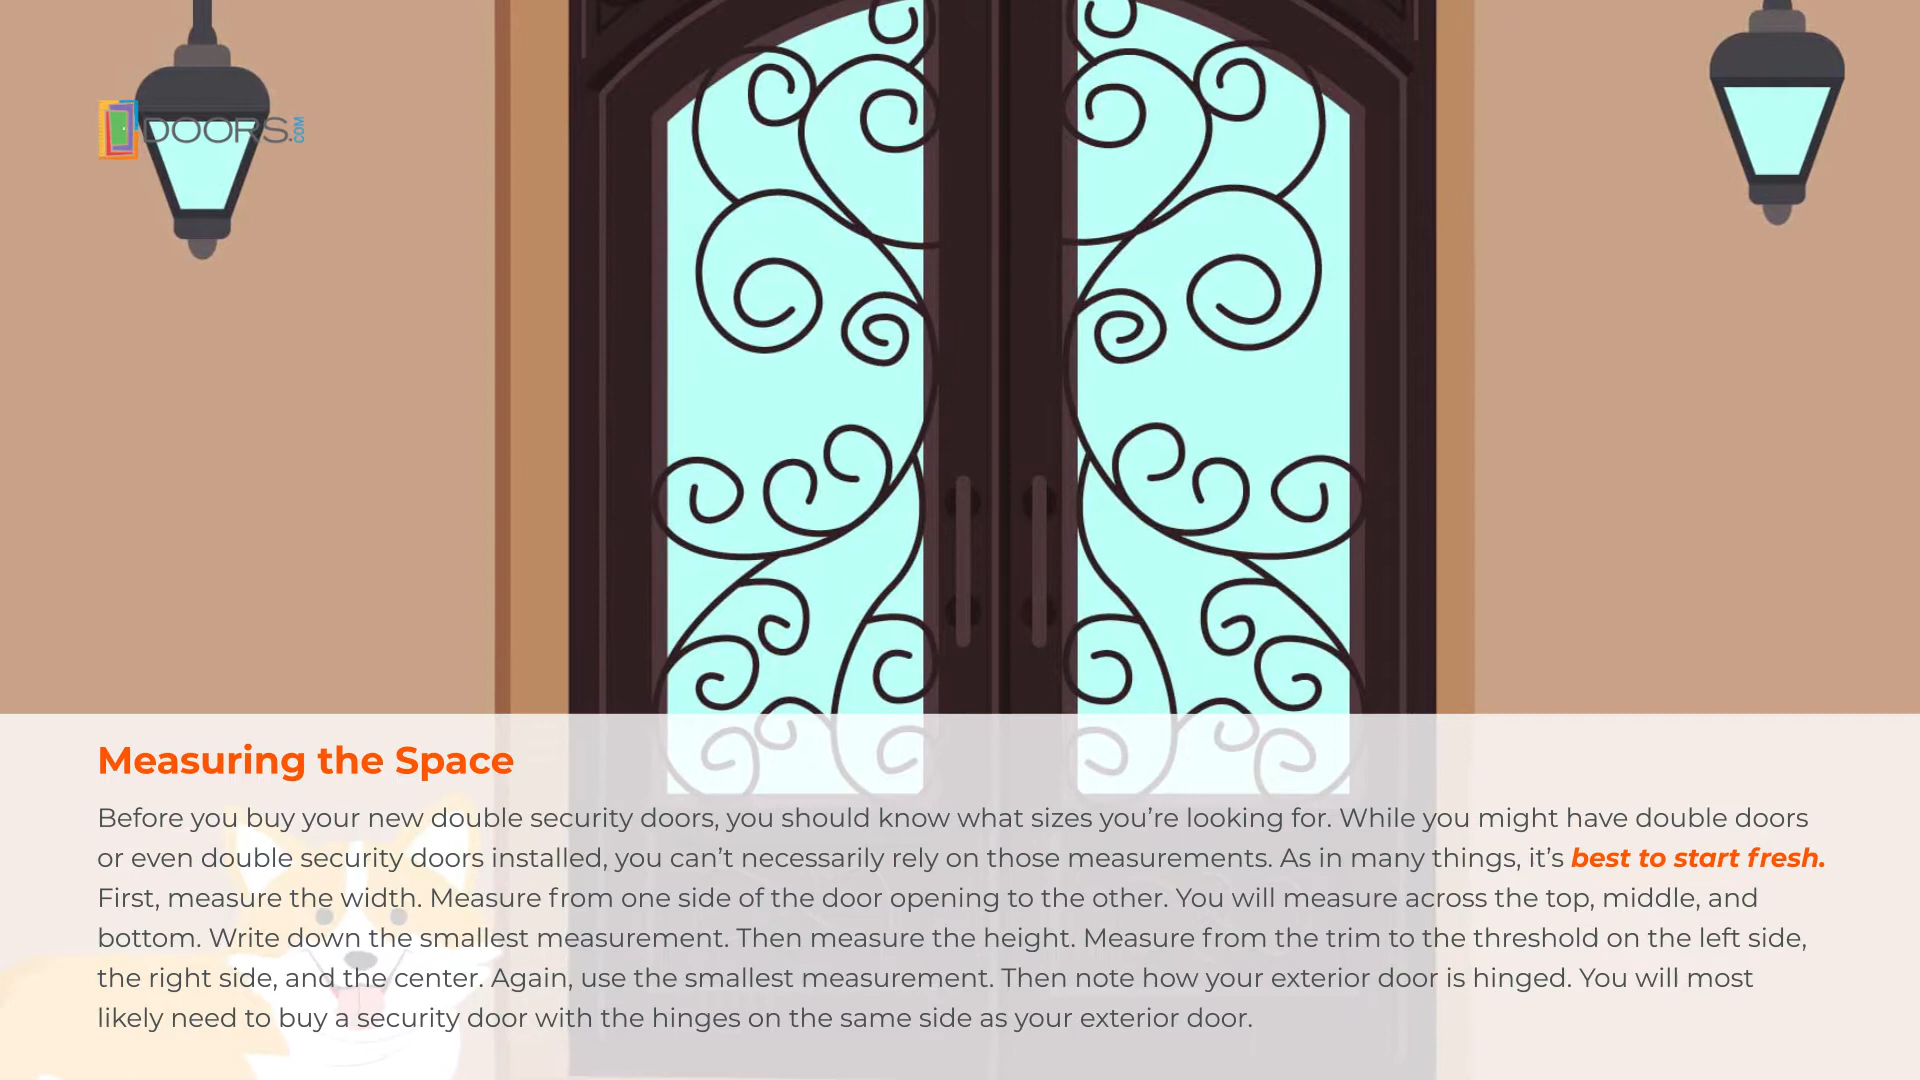 DOORS.COM
Measuring the Space
Before you buy your new double security doors, you should know what sizes you’re looking for. While you might have double doors
or even double security doors installed, you can’t necessarily rely on those measurements. As in many things, it’s best to start fresh.
First, measure the width. Measure from one side of the door opening to the other. You will measure across the top, middle, and
bottom. Write down the smallest measurement. Then measure the height. Measure from the trim to the threshold on the left side,
the right side, and the center. Again, use the smallest measurement. Then note how your exterior door is hinged. You will most
likely need to buy a security door with the hinges on the same side as your exterior door.